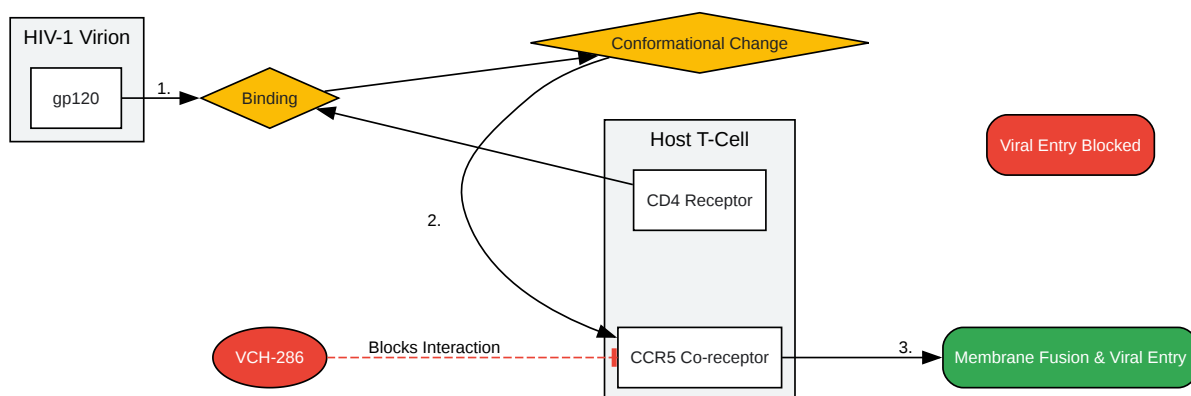 HIV-1 Virion
gp120
1.
Binding
Conformational Change
Host T-Cell
CD4 Receptor
Viral Entry Blocked
2.
VCH-286
Blocks Interaction
CCR5 Co-receptor
3.
Membrane Fusion & Viral Entry